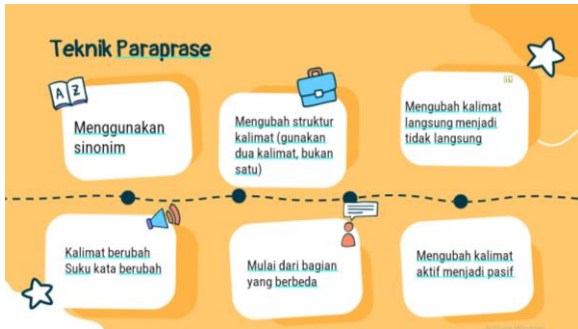 Teknik Paraprase
A Z
Menggunakan
sinonim
Mengubah struktur
kalimat (gunakan
dua kalimat, bukan
satu)
Mengubah kalimat
langsung menjadi
tidak langsung
Kalimat berubah
Suku kata berubah
Mulai dari bagian
yang berbeda
Mengubah kalimat
aktif menjadi pasif